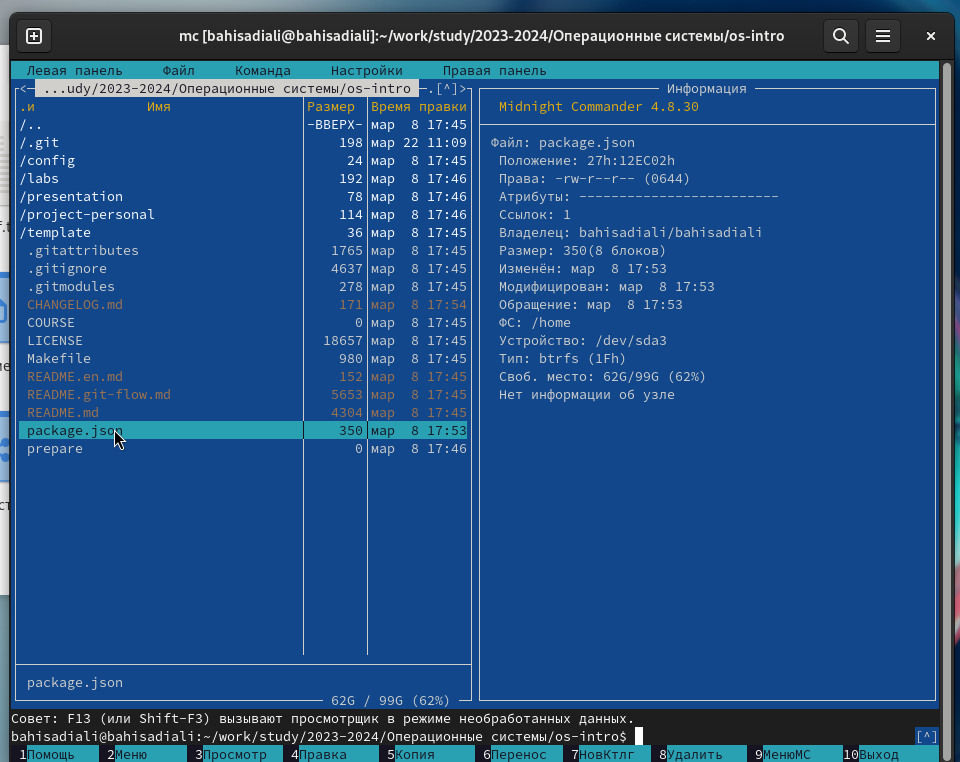 mc [bahisadiali@bahisadiali]:~/work/study/2023-2024/Операционные системы/os-intro
Левая панель Файл Команда Настройки Правая панель
<— ...udy/2023-2024/Операционные системы/os-intro —.[^]>
.и Имя Размер Время правки
/.. -ВВЕРХ- мар 8 17:45
/.git 198 мар 22 11:09
/config 24 мар 8 17:45
/labs 192 мар 8 17:46
/presentation 78 мар 8 17:46
/project-personal 114 мар 8 17:46
/template 36 мар 8 17:46
.gitattributes 1765 мар 8 17:45
.gitignore 4637 мар 8 17:45
.gitmodules 278 мар 8 17:45
CHANGELOG.md 171 мар 8 17:54
COURSE 0 мар 8 17:45
LICENSE 18657 мар 8 17:45
Makefile 980 мар 8 17:45
README.en.md 152 мар 8 17:45
README.git-flow.md 5653 мар 8 17:45
README.md 4304 мар 8 17:45
package.json 350 мар 8 17:53
prepare 0 мар 8 17:46
package.json
62G / 99G (62%)
Информация
Midnight Commander 4.8.30
Файл: package.json
Положение: 27h:12EC02h
Права: -rw-r--r-- (0644)
Атрибуты: -------------------------
Ссылок: 1
Владелец: bahisadiali/bahisadiali
Размер: 350(8 блоков)
Изменён: мар 8 17:53
Модифицирован: мар 8 17:53
Обращение: мар 8 17:53
ФС: /home
Устройство: /dev/sda3
Тип: btrfs (1Fh)
Своб. место: 62G/99G (62%)
Нет информации об узле
Совет: F13 (или Shift-F3) вызывают просмотрщик в режиме необработанных данных.
bahisadiali@bahisadiali:~/work/study/2023-2024/Операционные системы/os-intro$ [^]
1Помощь 2Меню 3Просмотр 4Правка 5Копия 6Перенос 7НовКтлг 8Удалить 9МенюMC 10Выход